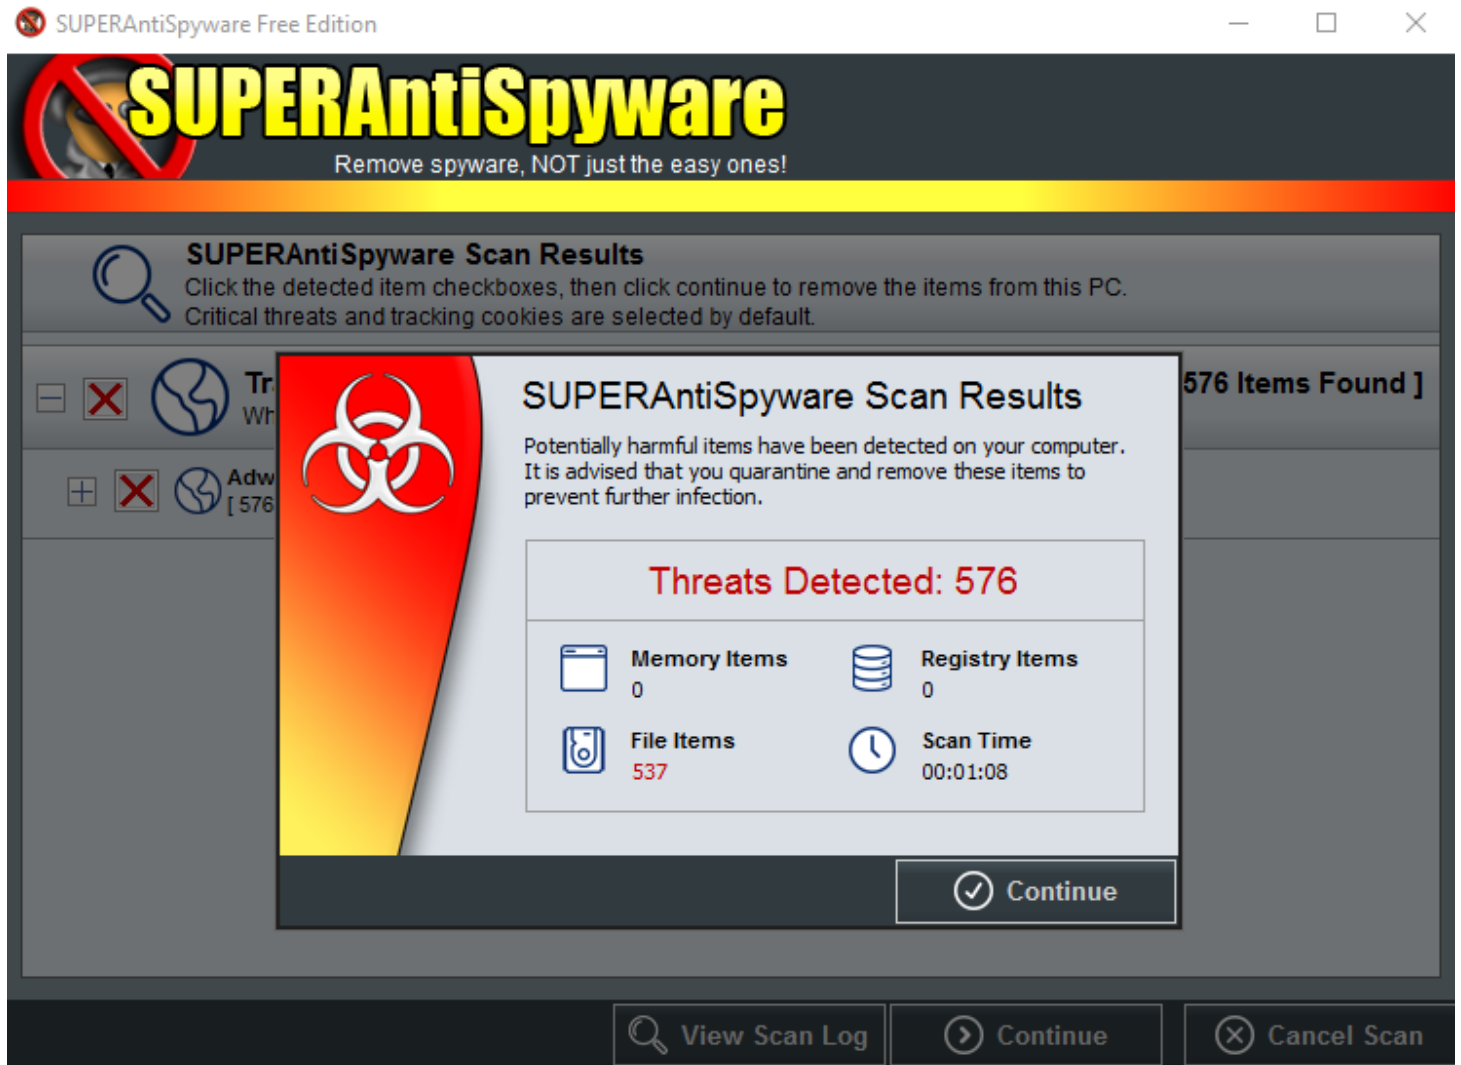 SUPERAntiSpyware Free Edition
SUPERAntiSpyware
Remove spyware, NOT just the easy ones!
SUPERAntiSpyware Scan Results
Click the detected item checkboxes, then click continue to remove the items from this PC.
Critical threats and tracking cookies are selected by default.
576 Items Found ]
[ 576
SUPERAntiSpyware Scan Results
Potentially harmful items have been detected on your computer.
It is advised that you quarantine and remove these items to
prevent further infection.
Threats Detected: 576
Memory Items
0
Registry Items
0
File Items
537
Scan Time
00:01:08
Continue
View Scan Log
Continue
Cancel Scan